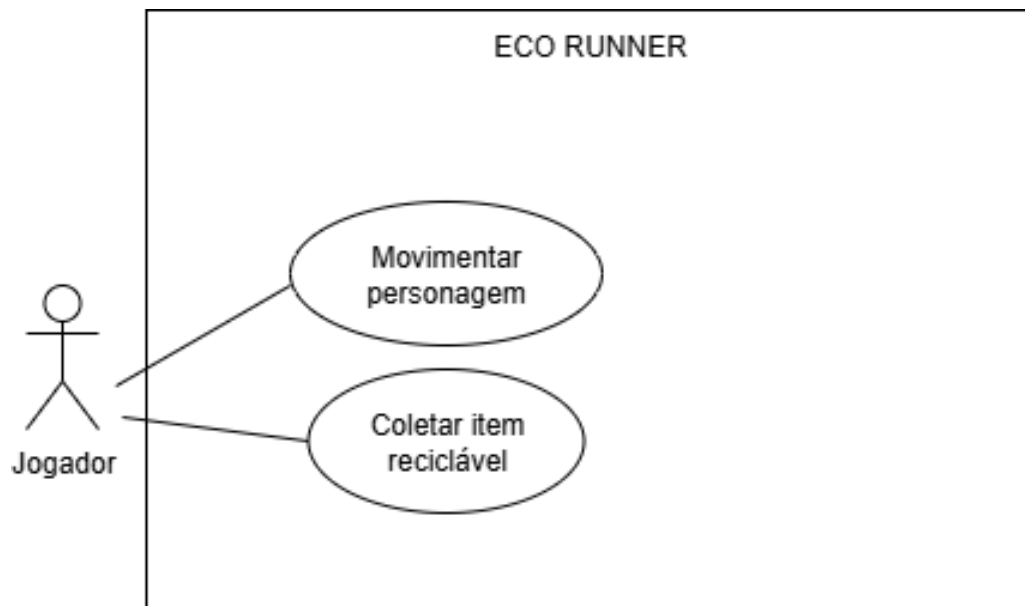 ECO RUNNER
Movimentar
personagem
Coletar item
reciclável
Jogador